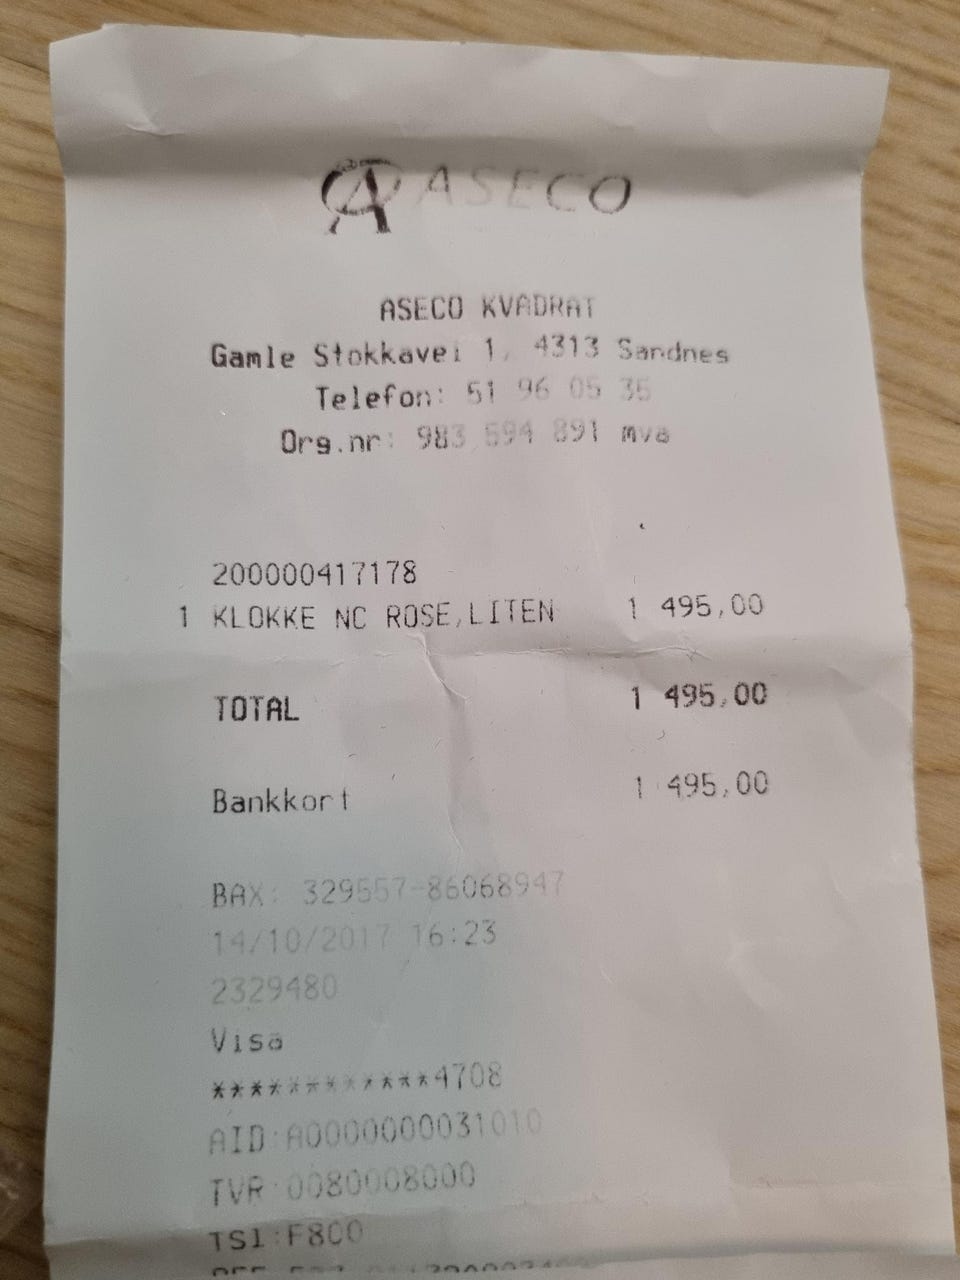 ASECO
ASECO KVADRAT
Gamle Stokkavei 1, 4313 Sandnes
Telefon: 51 96 05 35
Org.nr: 983 594 891 mva
200000417178
1 KLOKKE NC ROSE,LITEN 1 495,00
TOTAL 1 495,00
Bankkort 1 495,00
BAX: 329557-86068947
14/10/2017 16:23
2329480
Visa
************4708
AID:A0000000031010
TVR:0080008000
TSI:F800